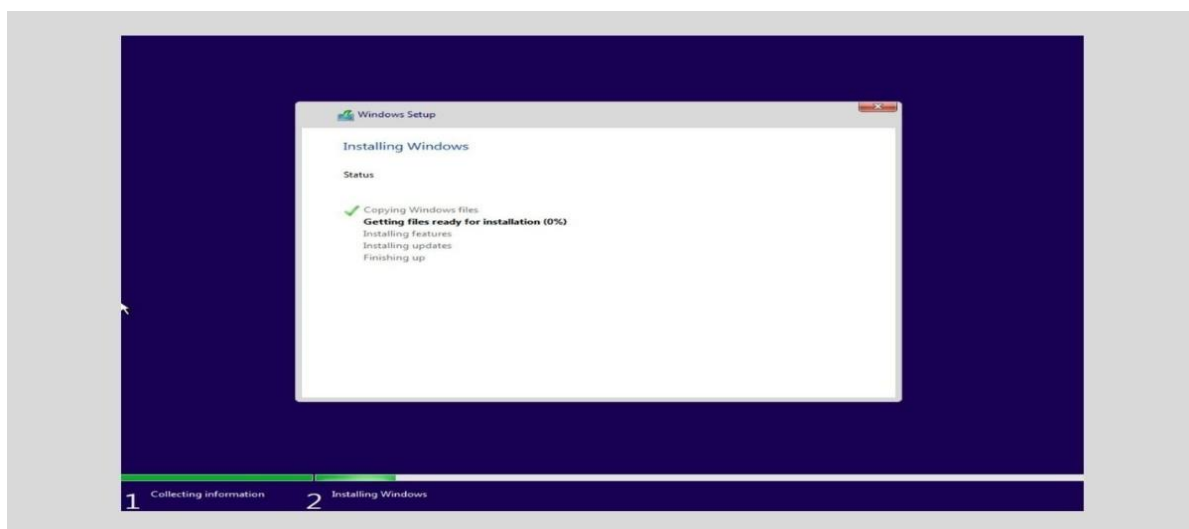 Windows Setup
Installing Windows
Status
Copying Windows files
Getting files ready for installation (0%)
Installing features
Installing updates
Finishing up
1 Collecting information
2 Installing Windows